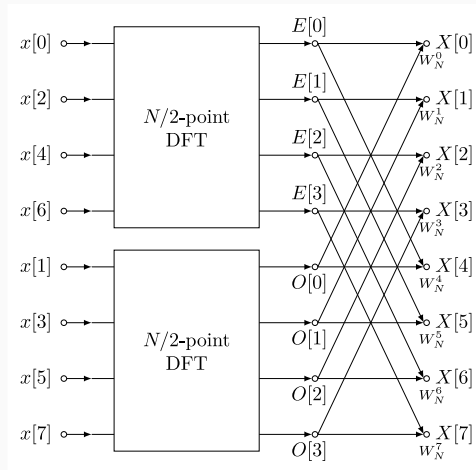 x[0] E[0] X[0]
W_N^0
x[2] E[1] X[1]
W_N^1
N/2-point
DFT
x[4] E[2] X[2]
W_N^2
x[6] E[3] X[3]
W_N^3
x[1] O[0] X[4]
W_N^4
x[3] O[1] X[5]
W_N^5
N/2-point
DFT
x[5] O[2] X[6]
W_N^6
x[7] O[3] X[7]
W_N^7